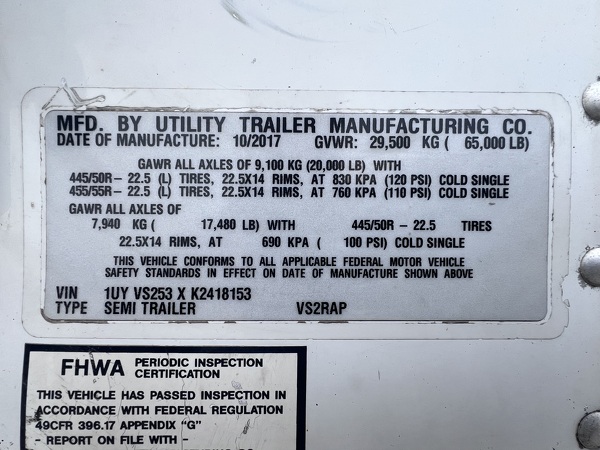 MFD. BY UTILITY TRAILER MANUFACTURING CO.
DATE OF MANUFACTURE: 10/2017 GVWR: 29,500 KG ( 65,000 LB)
GAWR ALL AXLES OF 9,100 KG (20,000 LB) WITH
445/50R- 22.5 (L) TIRES, 22.5X14 RIMS, AT 830 KPA (120 PSI) COLD SINGLE
455/55R- 22.5 (L) TIRES, 22.5X14 RIMS, AT 760 KPA (110 PSI) COLD SINGLE
GAWR ALL AXLES OF
7,940 KG ( 17,480 LB) WITH 445/50R - 22.5 TIRES
22.5X14 RIMS, AT 690 KPA ( 100 PSI) COLD SINGLE
THIS VEHICLE CONFORMS TO ALL APPLICABLE FEDERAL MOTOR VEHICLE
SAFETY STANDARDS IN EFFECT ON DATE OF MANUFACTURE SHOWN ABOVE
VIN 1UY VS253 X K2418153
TYPE SEMI TRAILER VS2RAP
FHWA PERIODIC INSPECTION
CERTIFICATION
THIS VEHICLE HAS PASSED INSPECTION IN
ACCORDANCE WITH FEDERAL REGULATION
49CFR 396.17 APPENDIX "G"
- REPORT ON FILE WITH -